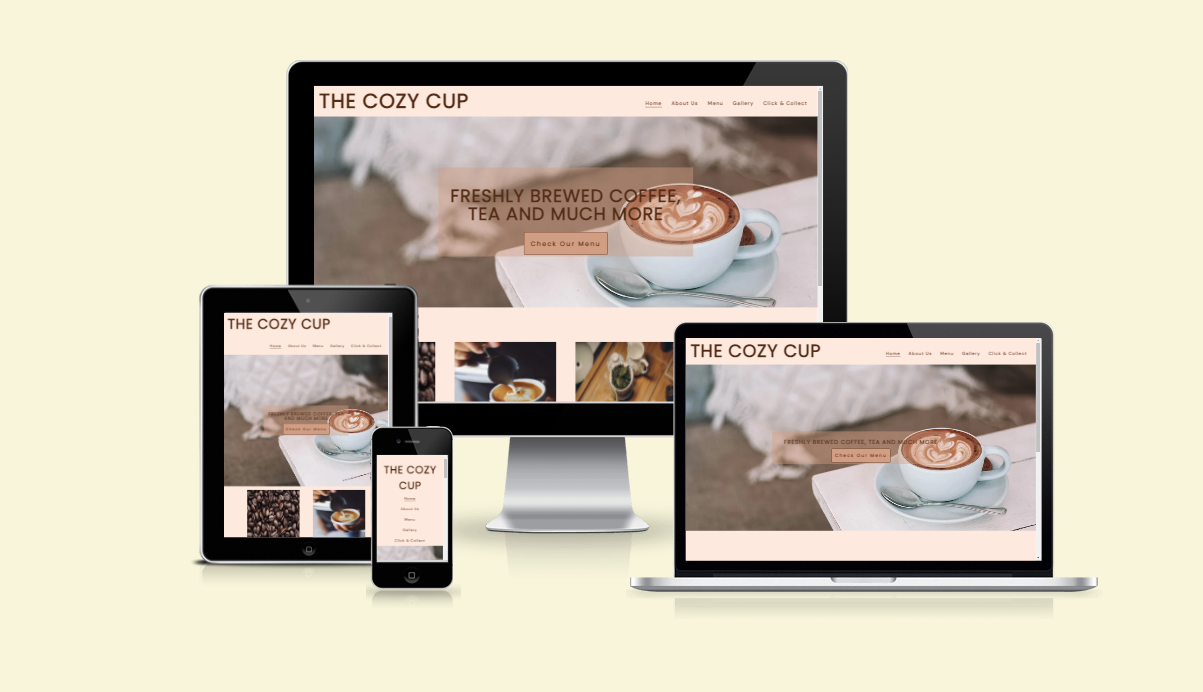 THE COZY CUP
Home About Us Menu Gallery Click & Collect
FRESHLY BREWED COFFEE,
TEA AND MUCH MORE
Check Our Menu
THE COZY CUP
Home About Us Menu Gallery Click & Collect
FRESHLY BREWED COFFEE, TEA
AND MUCH MORE
Check Our Menu
THE COZY
CUP
Home
About Us
Menu
Gallery
Click & Collect
THE COZY CUP
Home About Us Menu Gallery Click & Collect
FRESHLY BREWED COFFEE, TEA AND MUCH MORE
Check Our Menu